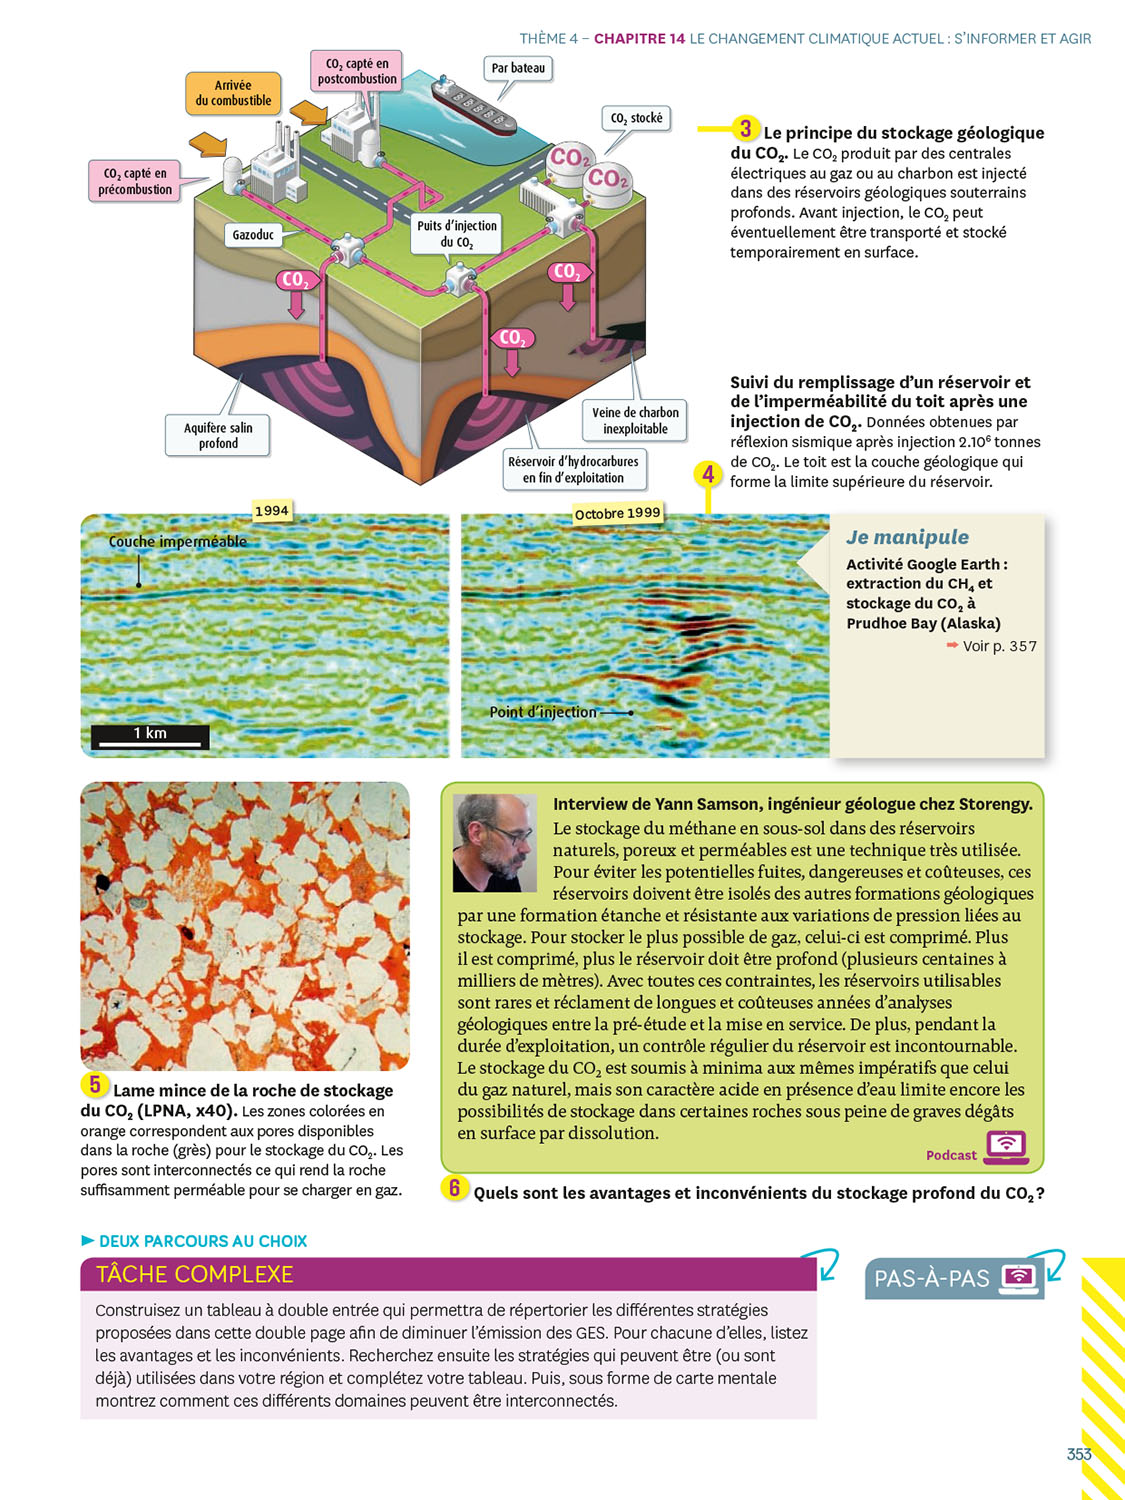 THÈME 4 – CHAPITRE 14 LE CHANGEMENT CLIMATIQUE ACTUEL : S'INFORMER ET AGIR
Arrivée
du combustible
CO₂ capté en
postcombustion
Par bateau
CO₂ stocké
CO₂ capté en
précombustion
CO₂
CO₂
Gazoduc
Puits d'injection
du CO₂
CO₂
CO₂
CO₂
Aquifère salin
profond
Veine de charbon
inexploitable
Réservoir d'hydrocarbures
en fin d'exploitation
3 Le principe du stockage géologique
du CO₂. Le CO₂ produit par des centrales
électriques au gaz ou au charbon est injecté
dans des réservoirs géologiques souterrains
profonds. Avant injection, le CO₂ peut
éventuellement être transporté et stocké
temporairement en surface.
Suivi du remplissage d'un réservoir et
de l'imperméabilité du toit après une
injection de CO₂. Données obtenues par
réflexion sismique après injection 2.10⁶ tonnes
de CO₂. Le toit est la couche géologique qui
forme la limite supérieure du réservoir.
4
1994
Couche imperméable
1 km
Octobre 1999
Point d'injection
Je manipule
Activité Google Earth :
extraction du CH₄ et
stockage du CO₂ à
Prudhoe Bay (Alaska)
➡ Voir p. 357
5 Lame mince de la roche de stockage
du CO₂ (LPNA, x40). Les zones colorées en
orange correspondent aux pores disponibles
dans la roche (grès) pour le stockage du CO₂. Les
pores sont interconnectés ce qui rend la roche
suffisamment perméable pour se charger en gaz.
Interview de Yann Samson, ingénieur géologue chez Storengy.
Le stockage du méthane en sous-sol dans des réservoirs
naturels, poreux et perméables est une technique très utilisée.
Pour éviter les potentielles fuites, dangereuses et coûteuses, ces
réservoirs doivent être isolés des autres formations géologiques
par une formation étanche et résistante aux variations de pression liées au
stockage. Pour stocker le plus possible de gaz, celui-ci est comprimé. Plus
il est comprimé, plus le réservoir doit être profond (plusieurs centaines à
milliers de mètres). Avec toutes ces contraintes, les réservoirs utilisables
sont rares et réclament de longues et coûteuses années d'analyses
géologiques entre la pré-étude et la mise en service. De plus, pendant la
durée d'exploitation, un contrôle régulier du réservoir est incontournable.
Le stockage du CO₂ est soumis à minima aux mêmes impératifs que celui
du gaz naturel, mais son caractère acide en présence d'eau limite encore les
possibilités de stockage dans certaines roches sous peine de graves dégâts
en surface par dissolution.
Podcast
6 Quels sont les avantages et inconvénients du stockage profond du CO₂ ?
► DEUX PARCOURS AU CHOIX
TÂCHE COMPLEXE
Construisez un tableau à double entrée qui permettra de répertorier les différentes stratégies
proposées dans cette double page afin de diminuer l'émission des GES. Pour chacune d'elles, listez
les avantages et les inconvénients. Recherchez ensuite les stratégies qui peuvent être (ou sont
déjà) utilisées dans votre région et complétez votre tableau. Puis, sous forme de carte mentale
montrez comment ces différents domaines peuvent être interconnectés.
PAS-À-PAS
353